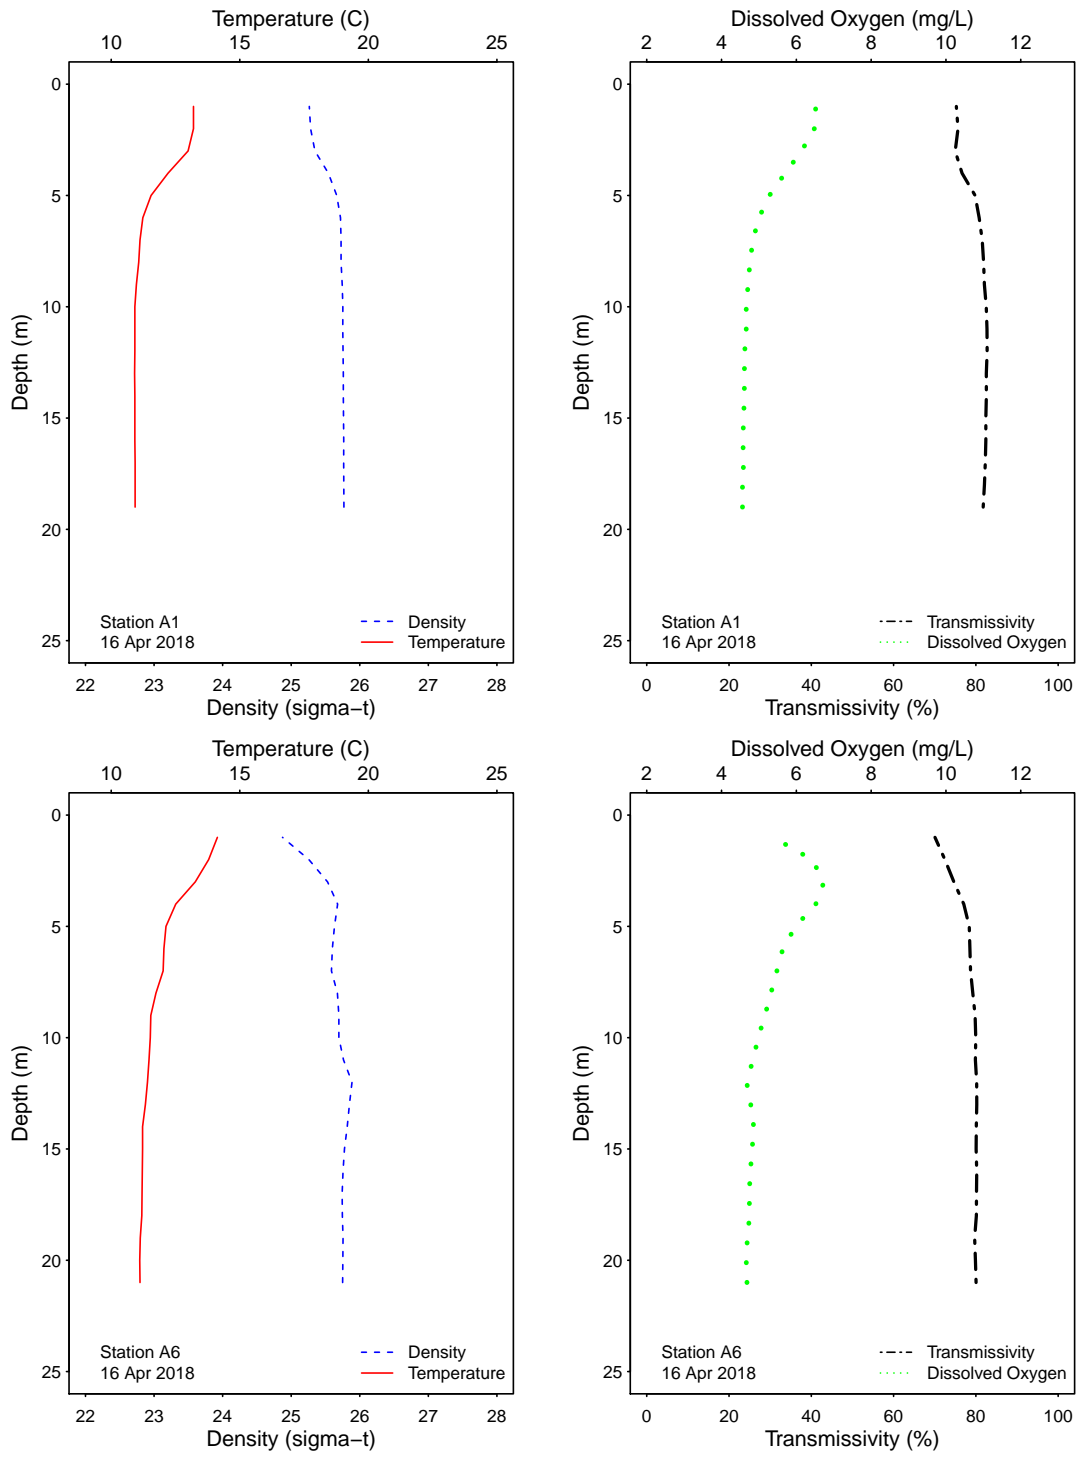 Temperature (C)
10 15 20 25
0
5
10
15
20
25
Depth (m)
Station A1
16 Apr 2018
Density
Temperature
22 23 24 25 26 27 28
Density (sigma−t)
Dissolved Oxygen (mg/L)
2 4 6 8 10 12
0
5
10
15
20
25
Depth (m)
Station A1
16 Apr 2018
Transmissivity
Dissolved Oxygen
0 20 40 60 80 100
Transmissivity (%)
Temperature (C)
10 15 20 25
0
5
10
15
20
25
Depth (m)
Station A6
16 Apr 2018
Density
Temperature
22 23 24 25 26 27 28
Density (sigma−t)
Dissolved Oxygen (mg/L)
2 4 6 8 10 12
0
5
10
15
20
25
Depth (m)
Station A6
16 Apr 2018
Transmissivity
Dissolved Oxygen
0 20 40 60 80 100
Transmissivity (%)